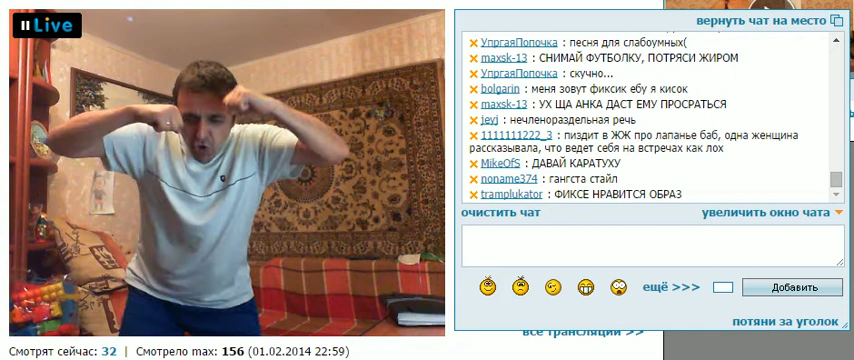 Live
вернуть чат на место
УпргаяПопочка : песня для слабоумных(
maxsk-13 : СНИМАЙ ФУТБОЛКУ, ПОТРЯСИ ЖИРОМ
УпргаяПопочка : скучно...
bolgarin : меня зовут фиксик ебу я кисок
maxsk-13 : УХ ЩА АНКА ДАСТ ЕМУ ПРОСРАТЬСЯ
jeyj : нечленораздельная речь
1111111222_3 : пиздит в ЖЖ про лапанье баб, одна женщина
рассказывала, что ведет себя на встречах как лох
MikeOfS : ДАВАЙ КАРАТУХУ
noname374 : гангста стайл
tramplukator : ФИКСЕ НРАВИТСЯ ОБРАЗ
очистить чат увеличить окно чата
ещё >>> Добавить
потяни за уголок
все трансляции >>
Смотрят сейчас: 32 | Смотрело max: 156 (01.02.2014 22:59)